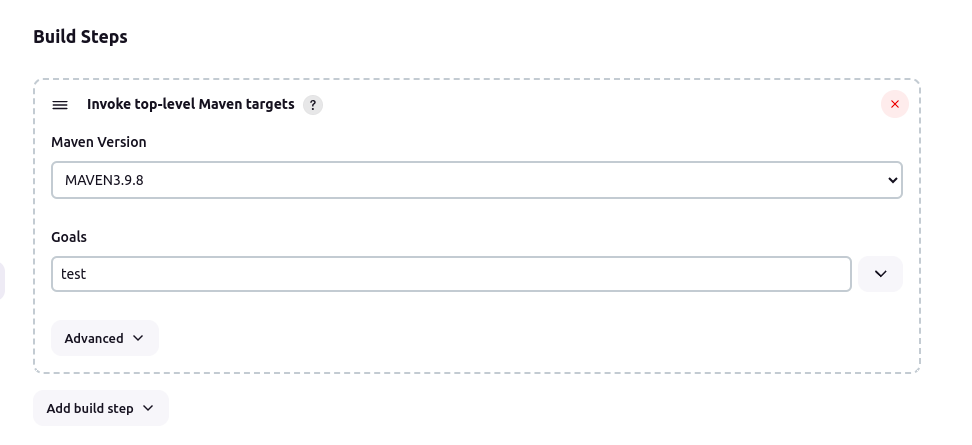 Build Steps
Invoke top-level Maven targets ?
Maven Version
MAVEN3.9.8
Goals
test
Advanced
Add build step